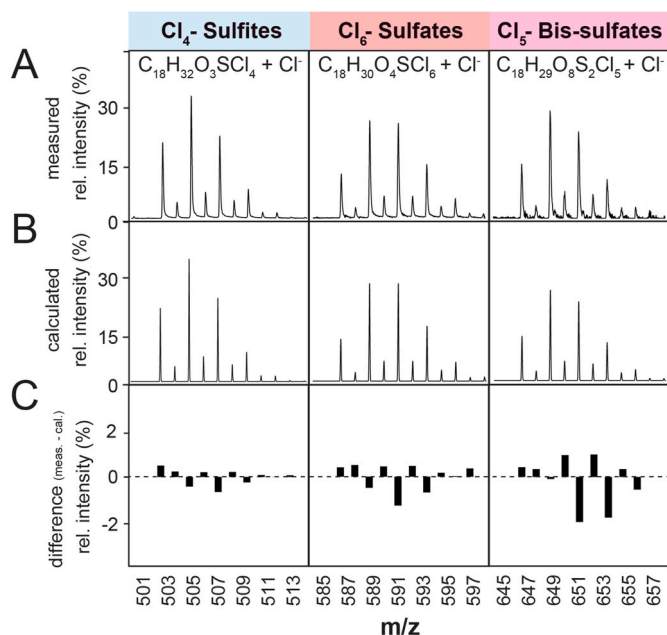 Cl₄- Sulfites Cl₆- Sulfates Cl₅- Bis-sulfates
A
C₁₈H₃₂O₃SCl₄ + Cl⁻ C₁₈H₃₀O₄SCl₆ + Cl⁻ C₁₈H₂₉O₈S₂Cl₅ + Cl⁻
measured
rel. intensity (%)
30
15
0
B
calculated
rel. intensity (%)
30
15
0
C
difference (meas. - cal.)
rel. intensity (%)
2
0
-2
501 503 505 507 509 511 513 585 587 589 591 593 595 597 645 647 649 651 653 655 657
m/z